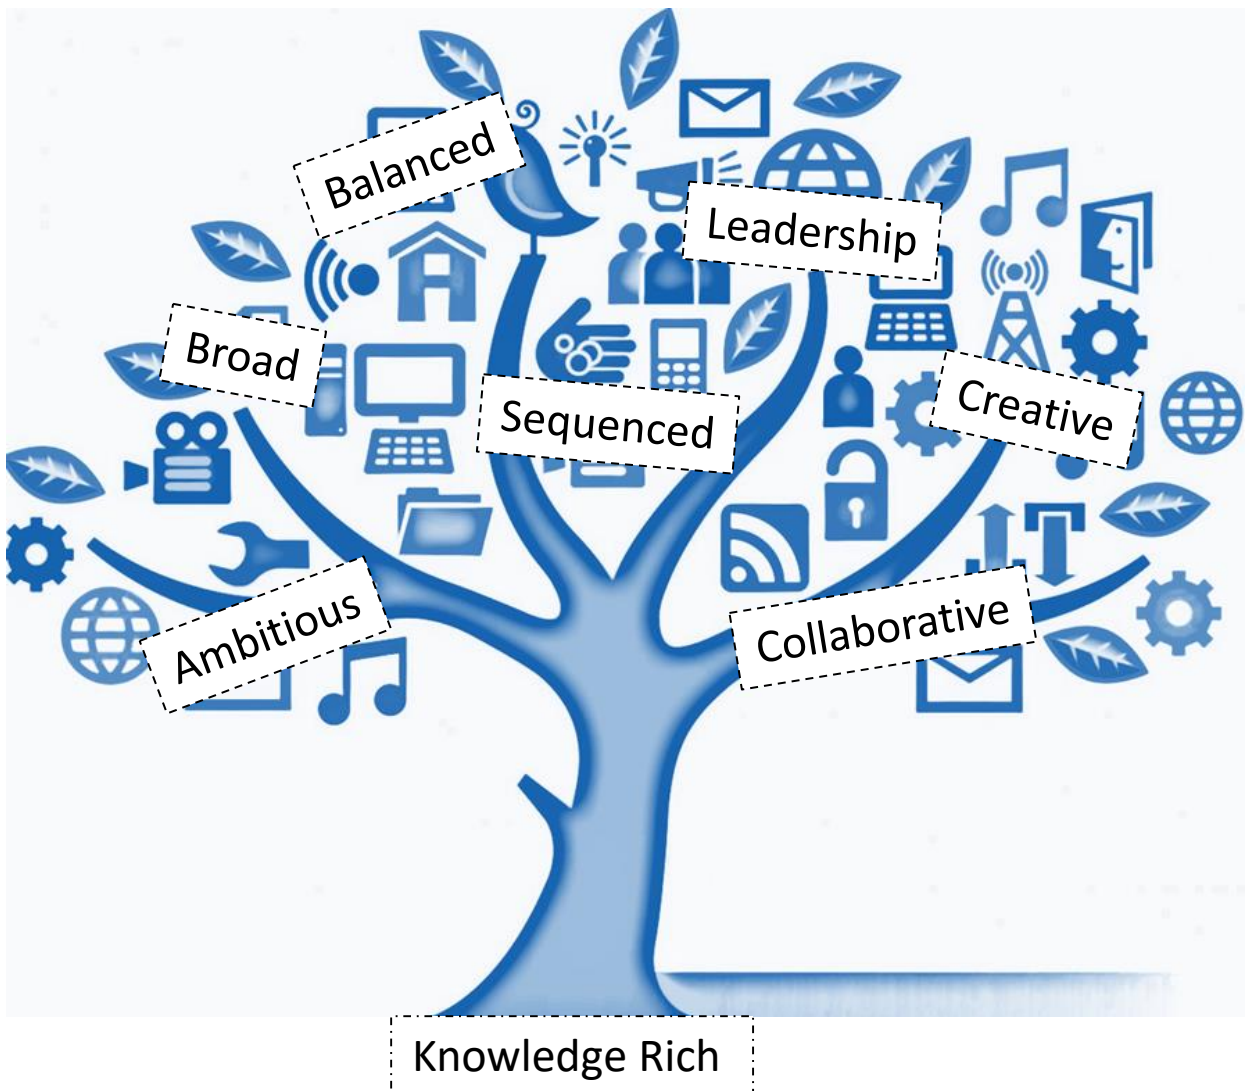 Balanced
Leadership
Broad
Sequenced
Creative
Ambitious
Collaborative
Knowledge Rich